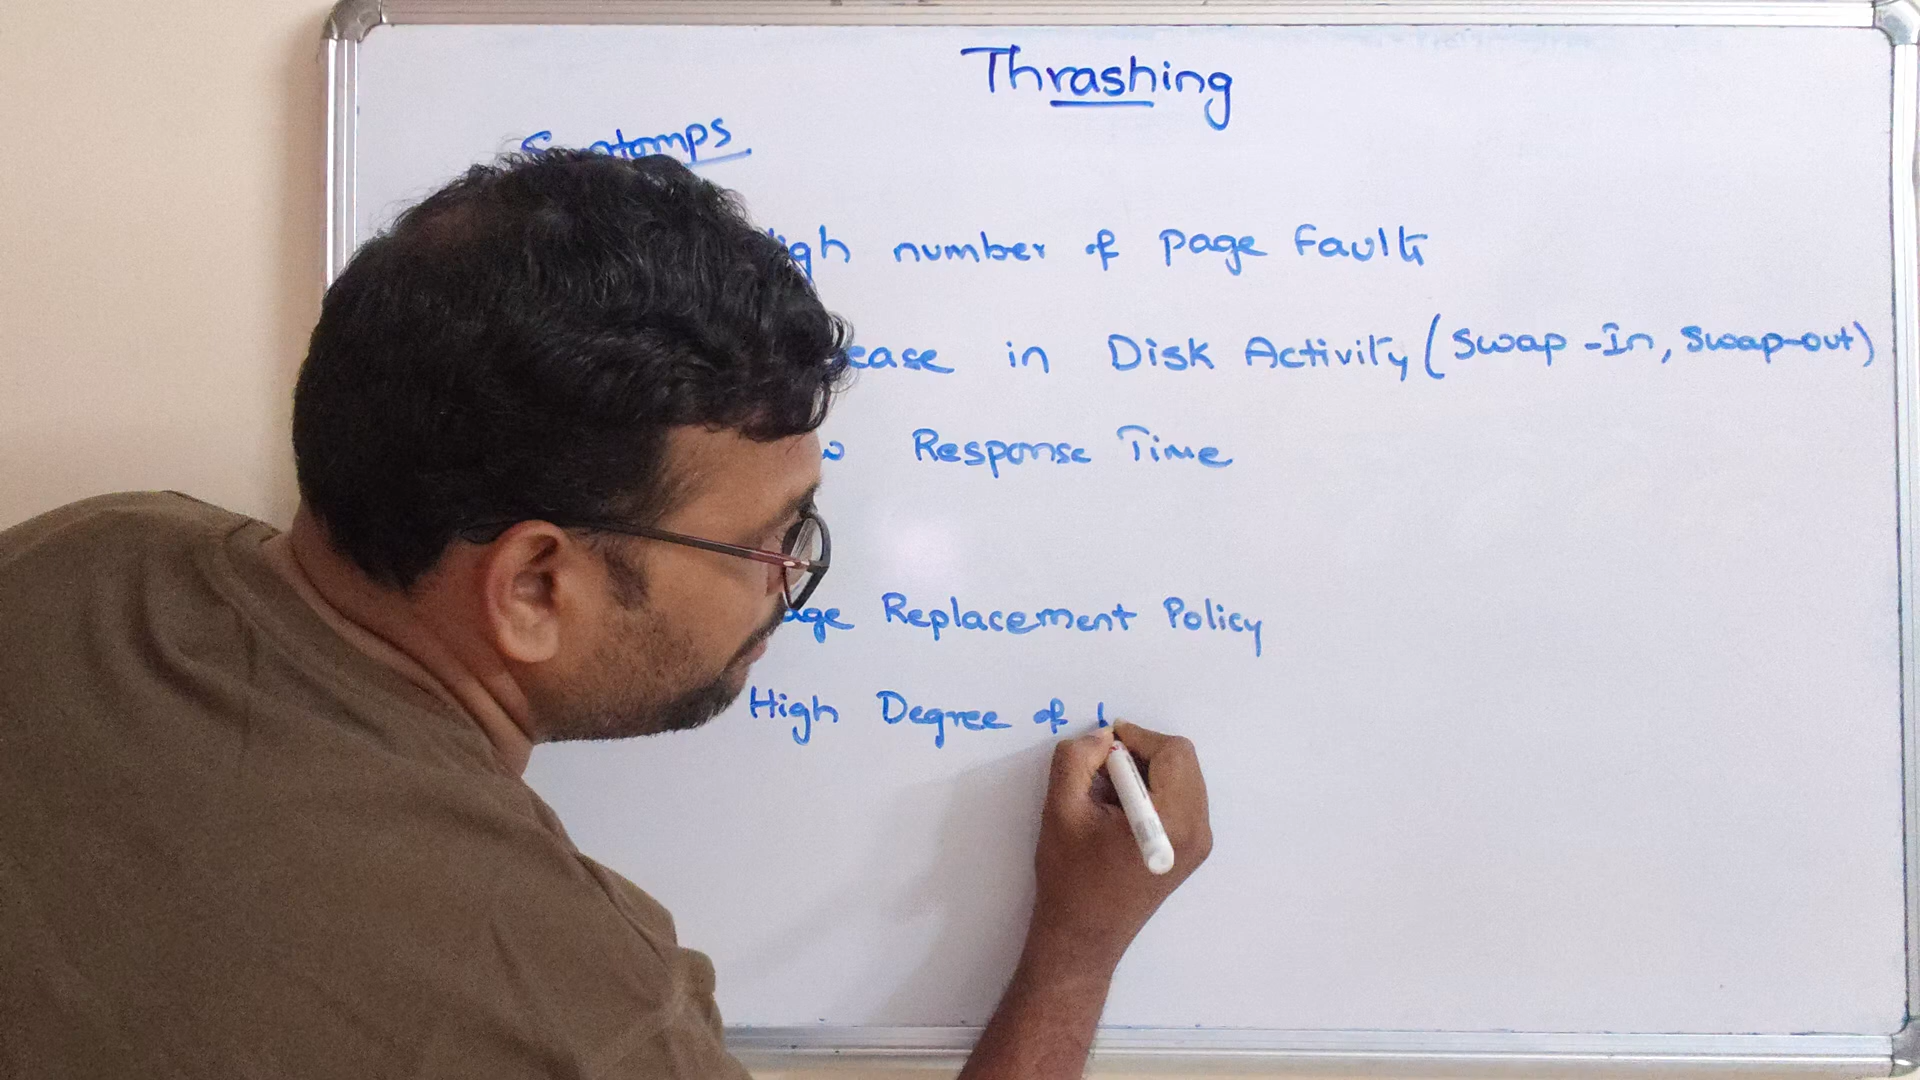 Thrashing
number of page Faults
in Disk Activity (Swap-In, Swap-out)
Response Time
Replacement Policy
High Degree of